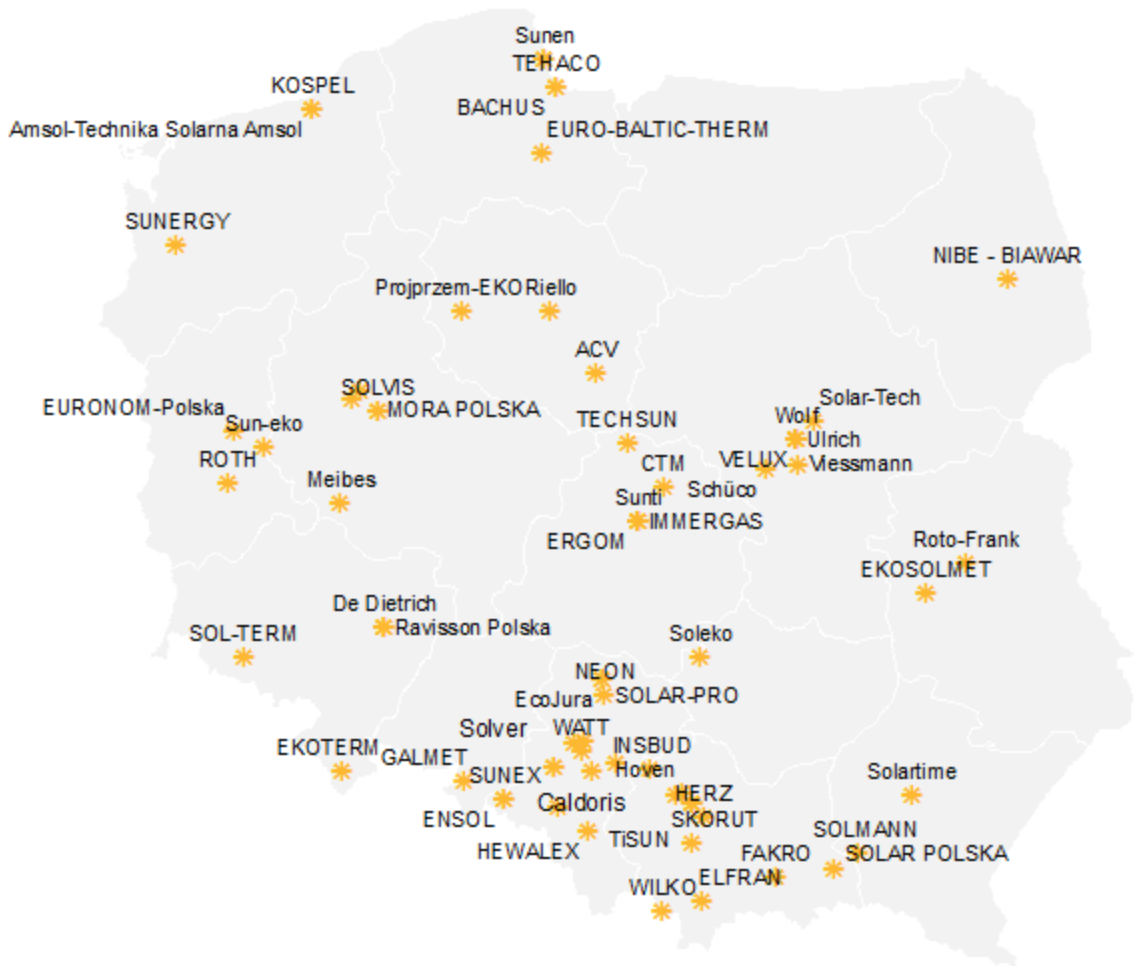 Sunen
TEHACO
KOSPEL
BACHUS
Amsol-Technika Solarna Amsol
EURO-BALTIC-THERM
SUNERGY
NIBE - BIAWAR
Projprzem-EKO
Riello
ACV
SOLVIS
EURONOM-Polska
MORA POLSKA
Solar-Tech
Sun-eko
TECHSUN
Wolf
Ulrich
ROTH
CTM
VELUX
Viessmann
Meibes
Sunti
Schüco
IMMERGAS
ERGOM
Roto-Frank
EKOSOLMET
De Dietrich
Ravisson Polska
SOL-TERM
Soleko
NEON
EcoJura
SOLAR-PRO
Solver
WATT
EKOTERM
GALMET
INSBUD
SUNEX
Hoven
Solartime
Caldoris
HERZ
ENSOL
SKORUT
SOLMANN
HEWALEX
TiSUN
FAKRO
SOLAR POLSKA
WILKO
ELFRAN